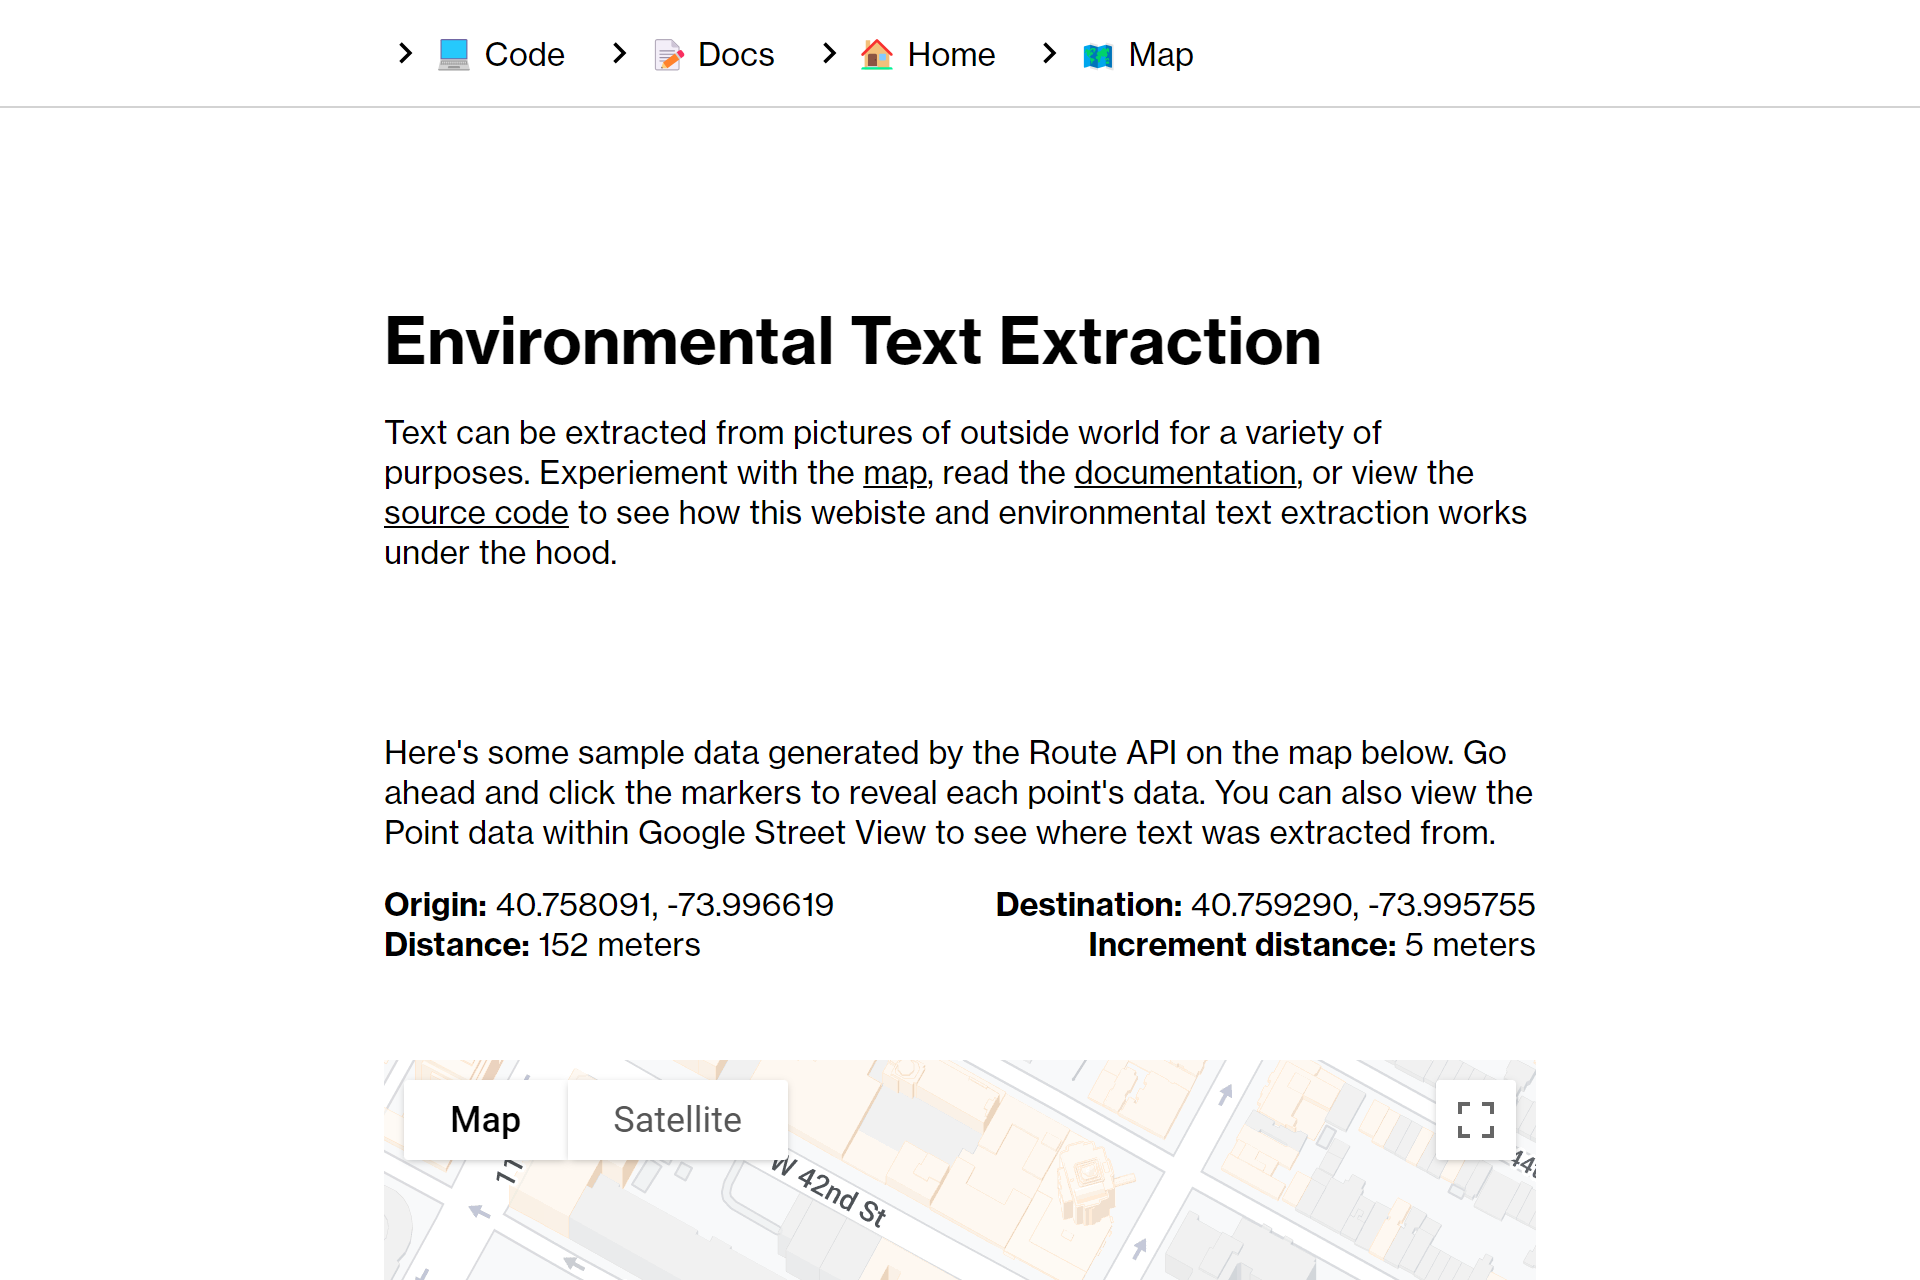 Code Docs Home Map
Environmental Text Extraction
Text can be extracted from pictures of outside world for a variety of
purposes. Experiement with the map, read the documentation, or view the
source code to see how this webiste and environmental text extraction works
under the hood.
Here's some sample data generated by the Route API on the map below. Go
ahead and click the markers to reveal each point's data. You can also view the
Point data within Google Street View to see where text was extracted from.
Origin: 40.758091, -73.996619 Destination: 40.759290, -73.995755
Distance: 152 meters Increment distance: 5 meters
Map Satellite
W 42nd St